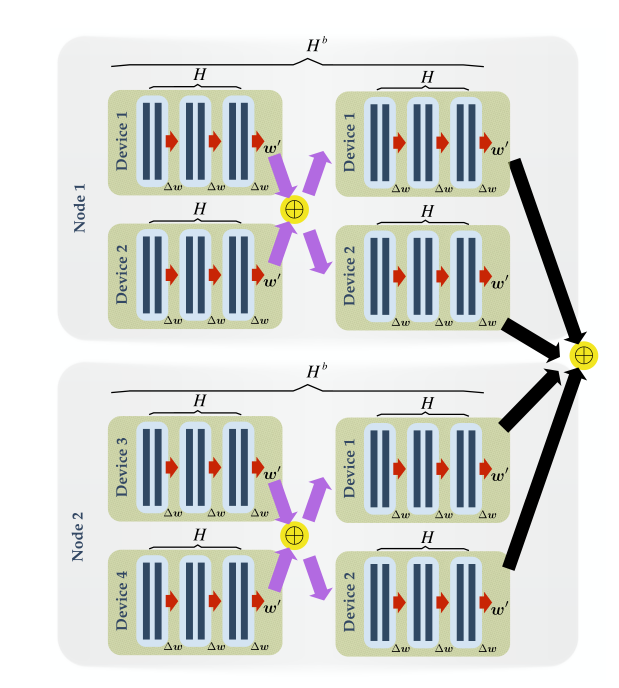 H^b
H
H
Device 1
Device 1
w′
w′
Δw
Δw
Δw
Δw
Δw
Δw
Node 1
H
H
Device 2
Device 2
w′
w′
Δw
Δw
Δw
Δw
Δw
Δw
H^b
H
H
Device 3
Device 1
w′
w′
Δw
Δw
Δw
Δw
Δw
Δw
Node 2
H
H
Device 4
Device 2
w′
w′
Δw
Δw
Δw
Δw
Δw
Δw